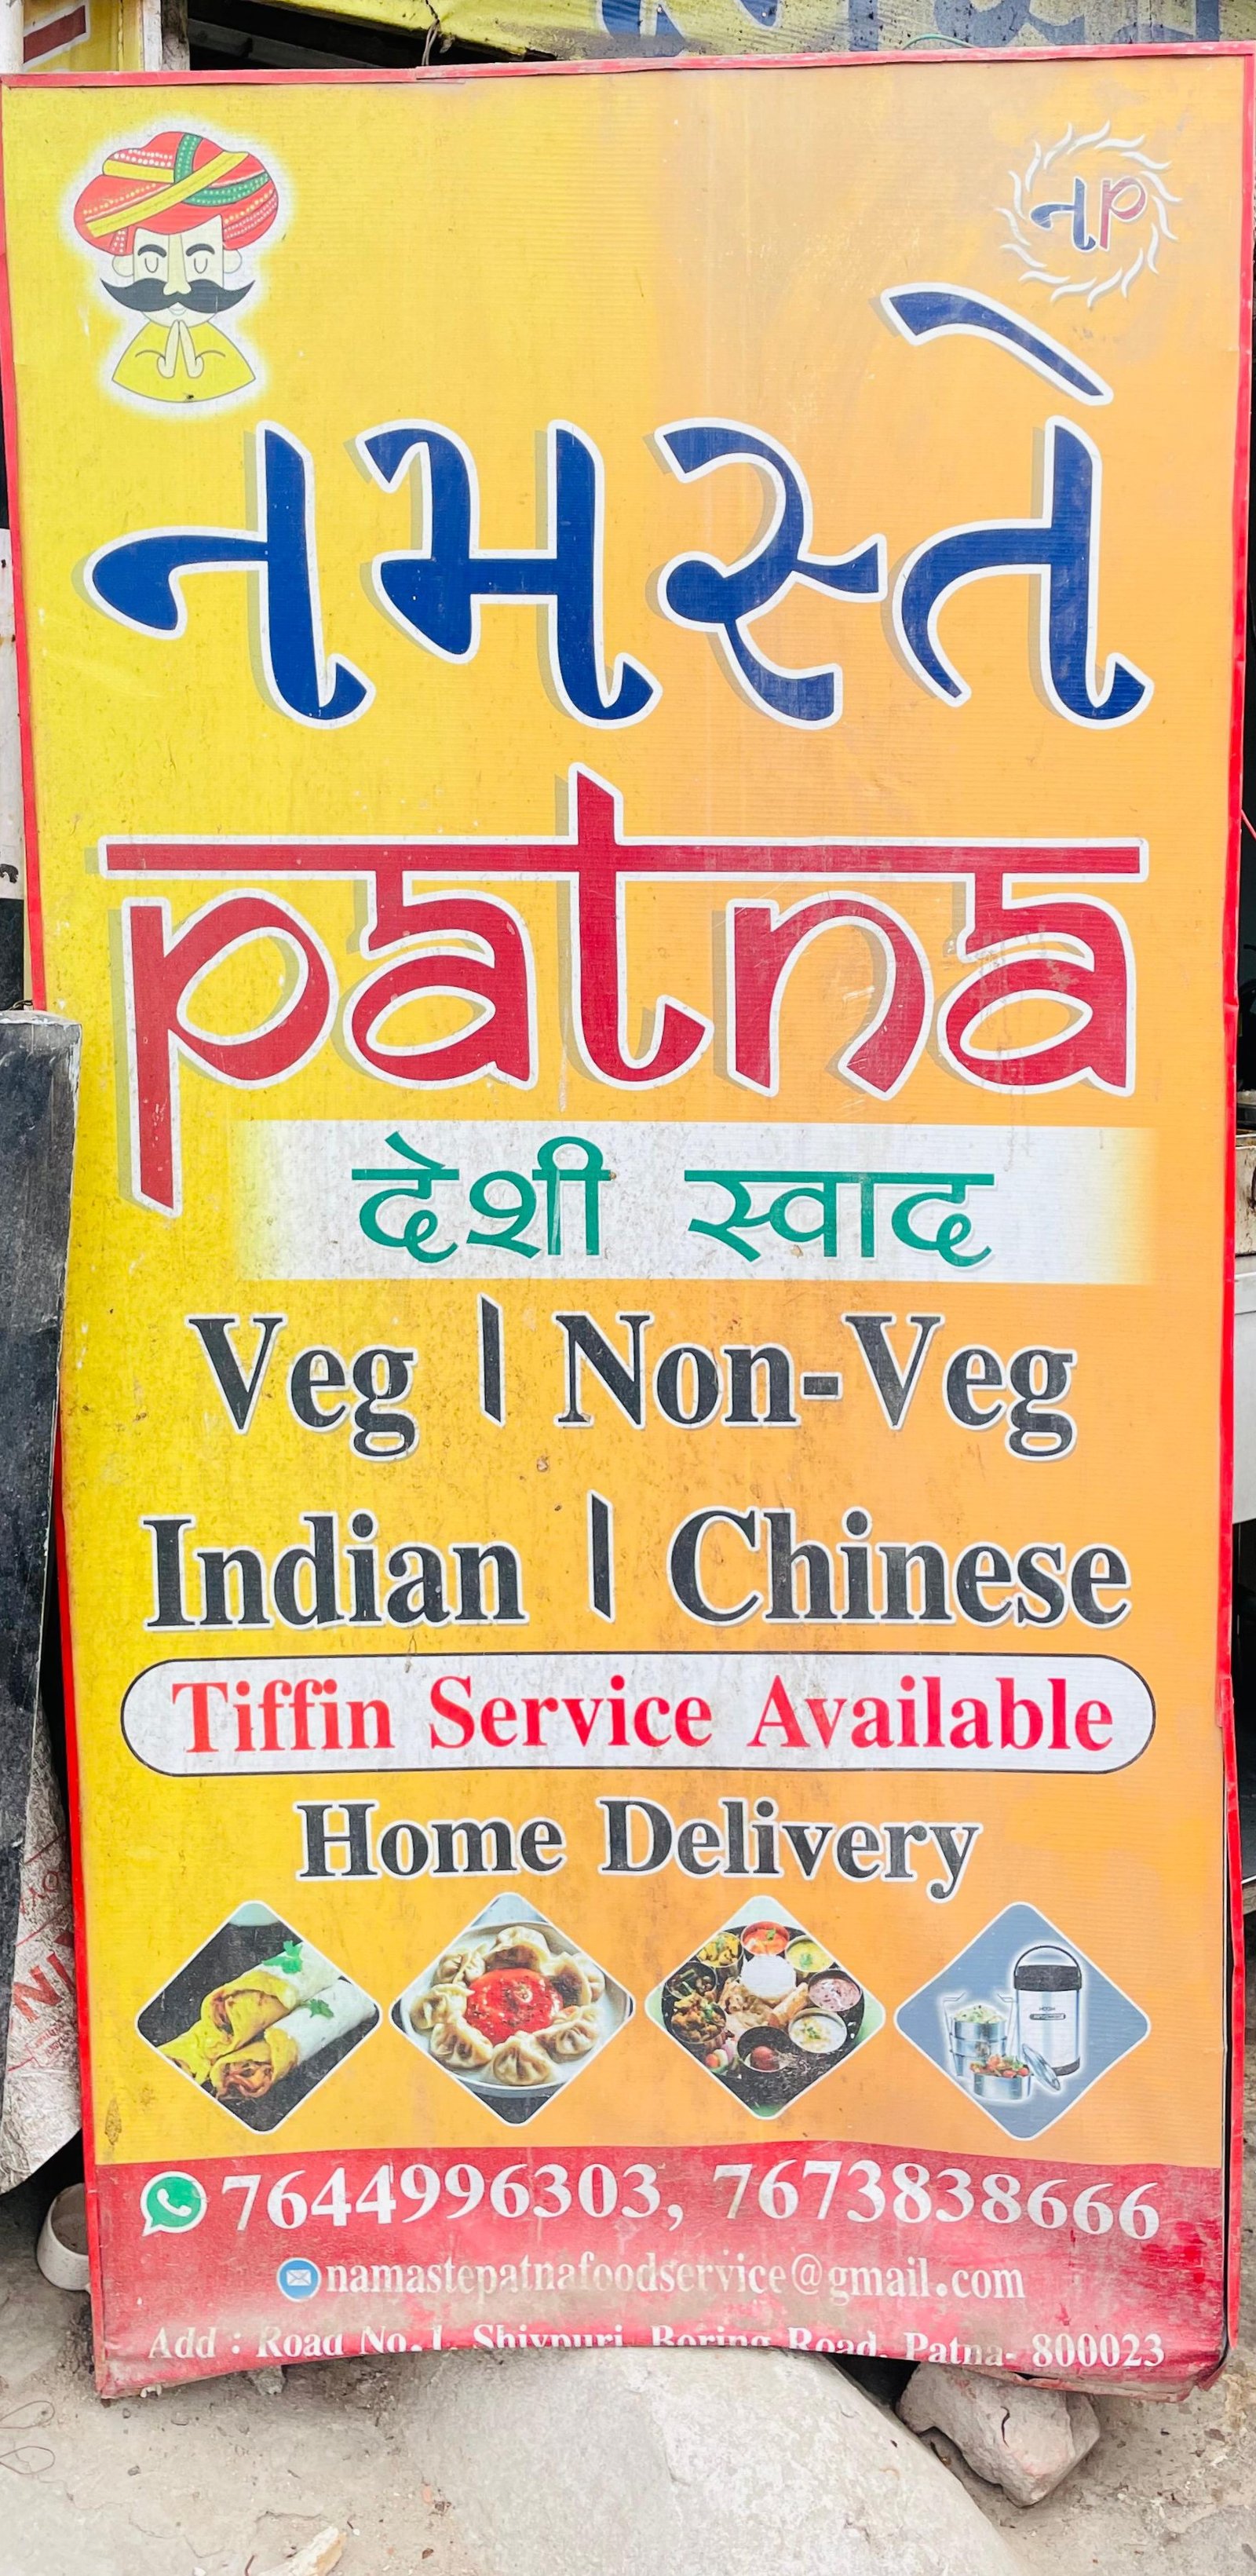 नP
नमस्ते
patna
देशी स्वाद
Veg | Non-Veg
Indian | Chinese
Tiffin Service Available
Home Delivery
7644996303, 7673838666
namastepatnafoodservice@gmail.com
Add : Road No.1, Shivpuri, Boring Road, Patna- 800023